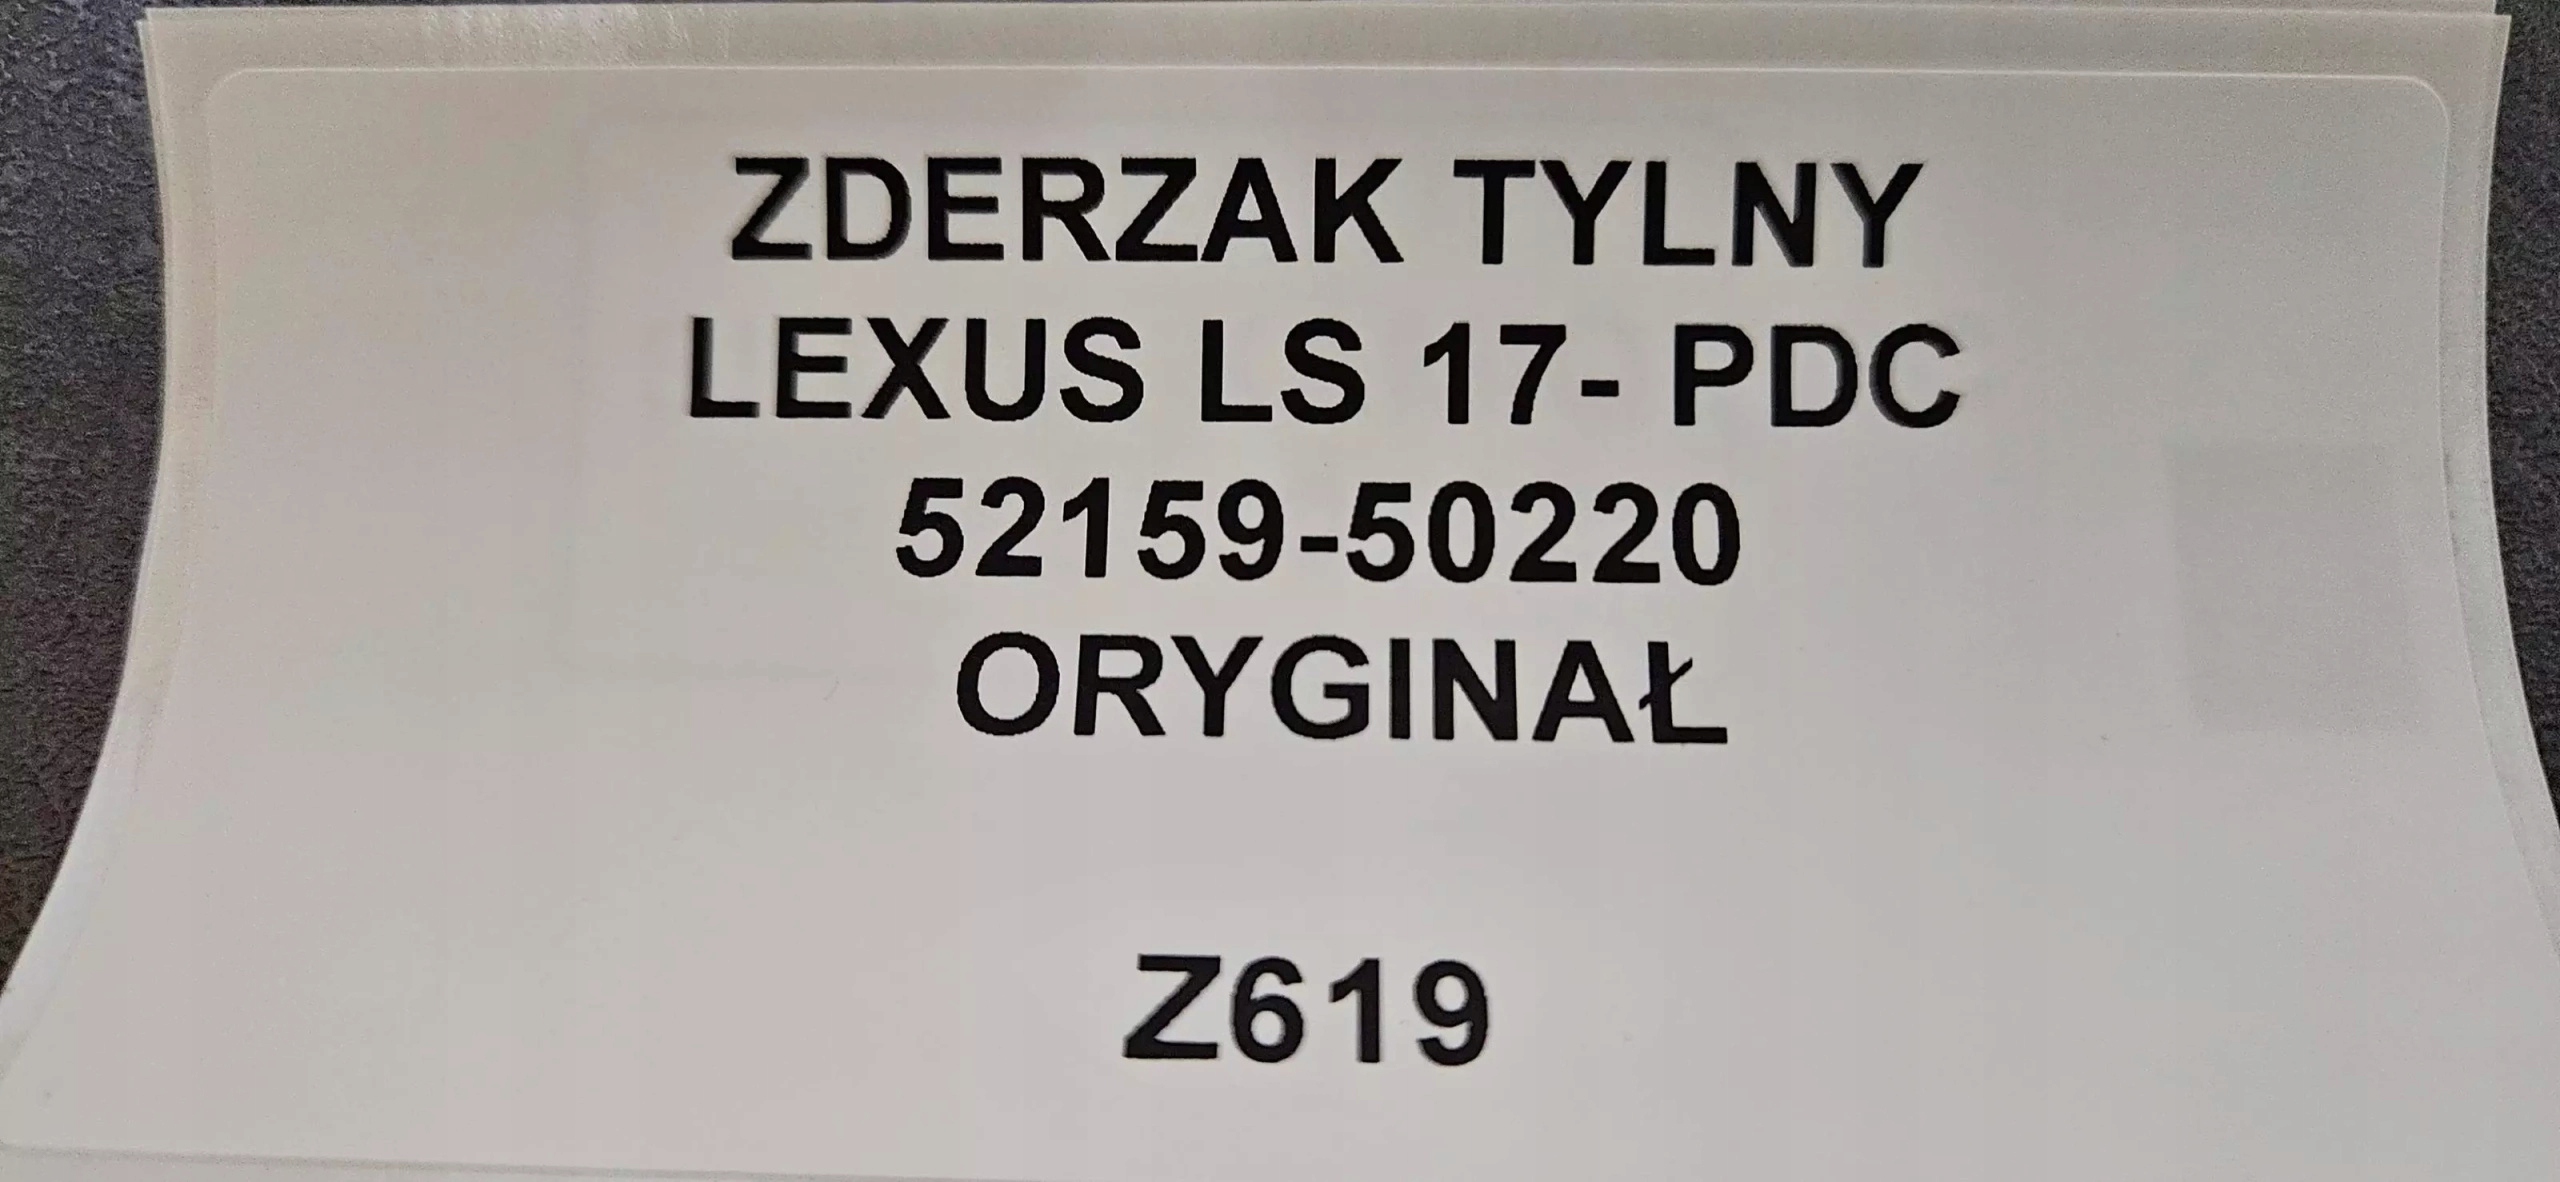 ZDERZAK TYLNY
LEXUS LS 17- PDC
52159-50220
ORYGINAŁ
Z619